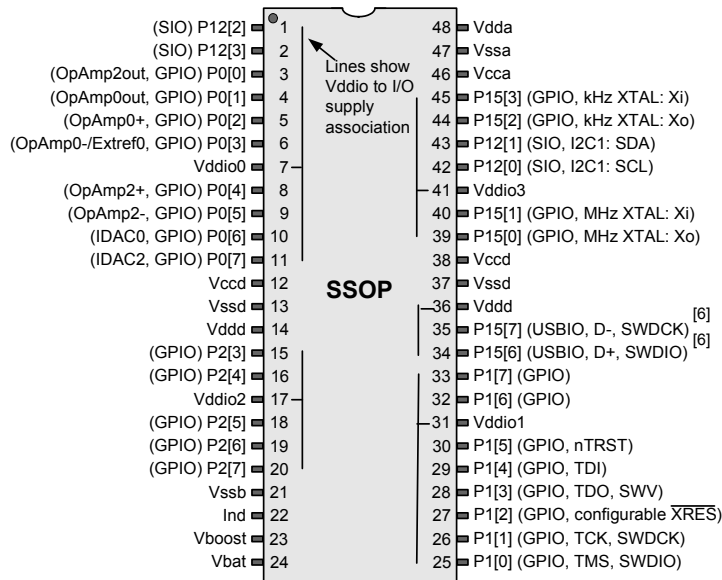 (SIO) P12[2] 1 48 Vdda
(SIO) P12[3] 2 47 Vssa
(OpAmp2out, GPIO) P0[0] 3 46 Vcca
(OpAmp0out, GPIO) P0[1] 4 45 P15[3] (GPIO, kHz XTAL: Xi)
(OpAmp0+, GPIO) P0[2] 5 44 P15[2] (GPIO, kHz XTAL: Xo)
(OpAmp0-/Extref0, GPIO) P0[3] 6 43 P12[1] (SIO, I2C1: SDA)
Vddio0 7 42 P12[0] (SIO, I2C1: SCL)
(OpAmp2+, GPIO) P0[4] 8 41 Vddio3
(OpAmp2-, GPIO) P0[5] 9 40 P15[1] (GPIO, MHz XTAL: Xi)
(IDAC0, GPIO) P0[6] 10 39 P15[0] (GPIO, MHz XTAL: Xo)
(IDAC2, GPIO) P0[7] 11 38 Vccd
Vccd 12 37 Vssd
Vssd 13 36 Vddd
Vddd 14 35 P15[7] (USBIO, D-, SWDCK) [6]
(GPIO) P2[3] 15 34 P15[6] (USBIO, D+, SWDIO) [6]
(GPIO) P2[4] 16 33 P1[7] (GPIO)
Vddio2 17 32 P1[6] (GPIO)
(GPIO) P2[5] 18 31 Vddio1
(GPIO) P2[6] 19 30 P1[5] (GPIO, nTRST)
(GPIO) P2[7] 20 29 P1[4] (GPIO, TDI)
Vssb 21 28 P1[3] (GPIO, TDO, SWV)
Ind 22 27 P1[2] (GPIO, configurable XRES)
Vboost 23 26 P1[1] (GPIO, TCK, SWDCK)
Vbat 24 25 P1[0] (GPIO, TMS, SWDIO)
Lines show
Vddio to I/O
supply
association
SSOP